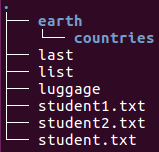 .
earth
countries
last
list
luggage
student1.txt
student2.txt
student.txt